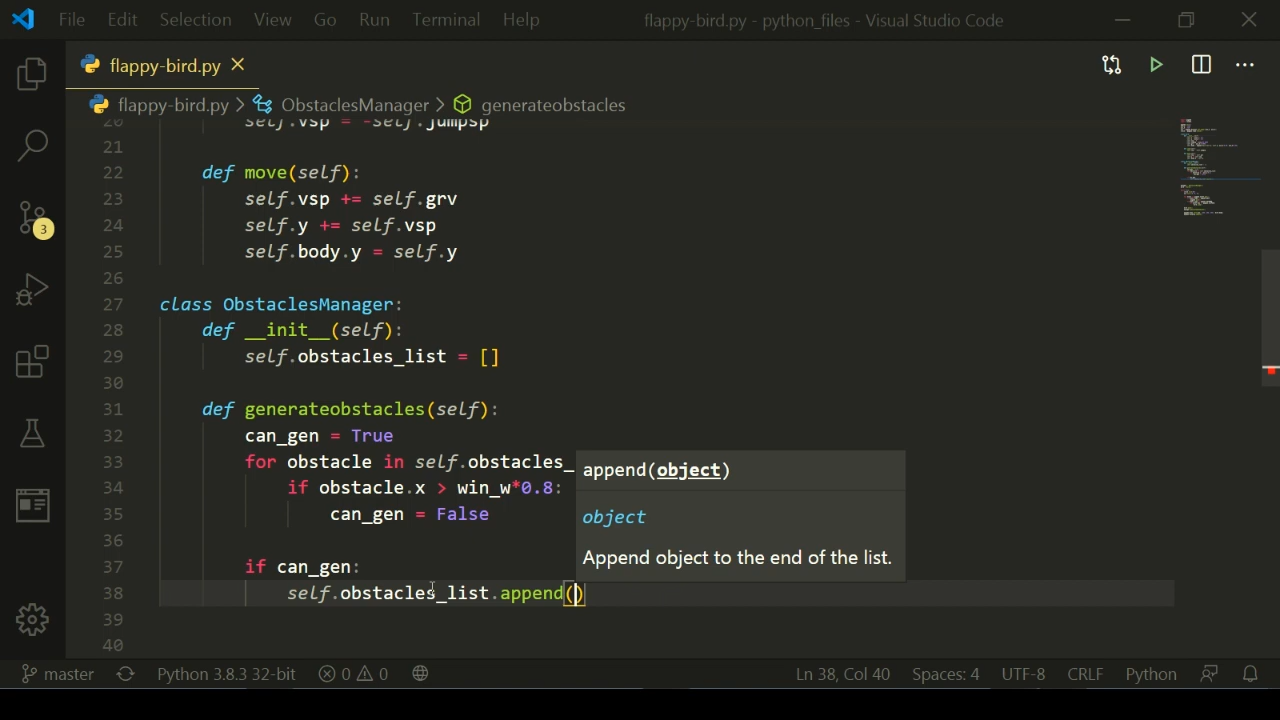 File Edit Selection View Go Run Terminal Help flappy-bird.py - python_files - Visual Studio Code
flappy-bird.py
flappy-bird.py > ObstaclesManager > generateobstacles
20 self.vsp = -self.jumpsp
21
22 def move(self):
23 self.vsp += self.grv
24 self.y += self.vsp
25 self.body.y = self.y
26
27 class ObstaclesManager:
28 def __init__(self):
29 self.obstacles_list = []
30
31 def generateobstacles(self):
32 can_gen = True
33 for obstacle in self.obstacles_
34 if obstacle.x > win_w*0.8:
35 can_gen = False
36
37 if can_gen:
38 self.obstacles_list.append()
39
40
append(object)
object
Append object to the end of the list.
3
master Python 3.8.3 32-bit 0 0 Ln 38, Col 40 Spaces: 4 UTF-8 CRLF Python